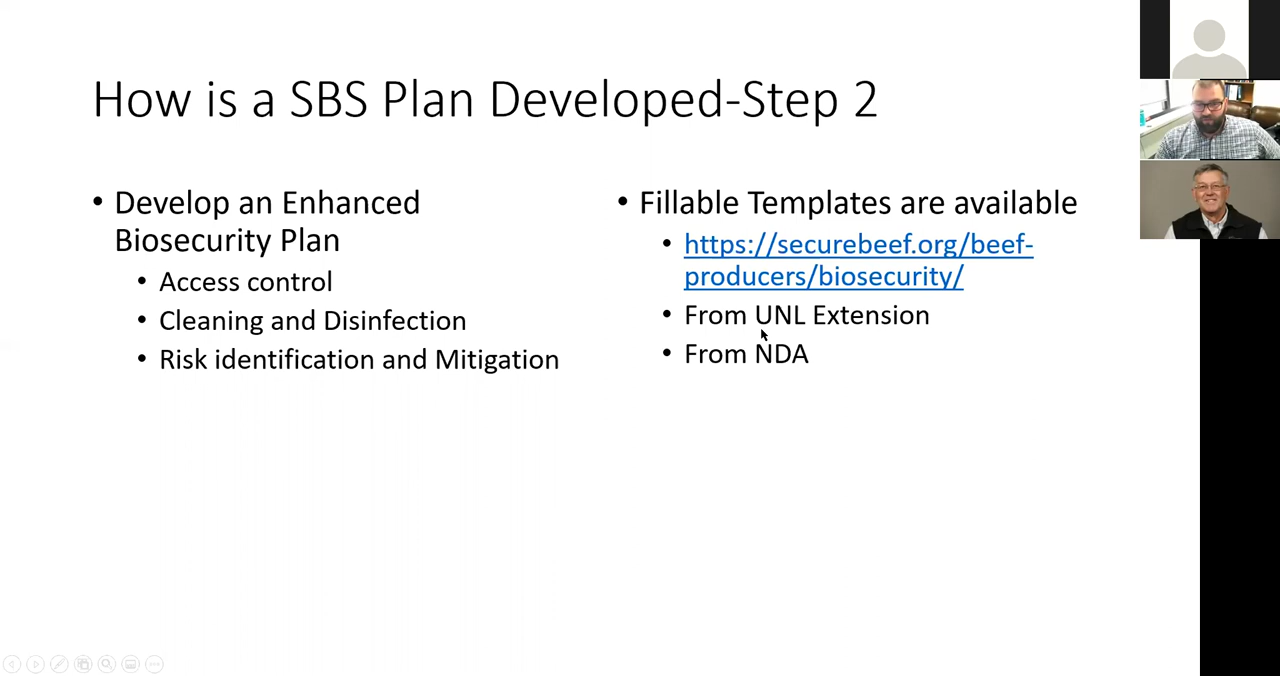 How is a SBS Plan Developed-Step 2
• Develop an Enhanced
Biosecurity Plan
• Access control
• Cleaning and Disinfection
• Risk identification and Mitigation
• Fillable Templates are available
• https://securebeef.org/beef-
producers/biosecurity/
• From UNL Extension
• From NDA